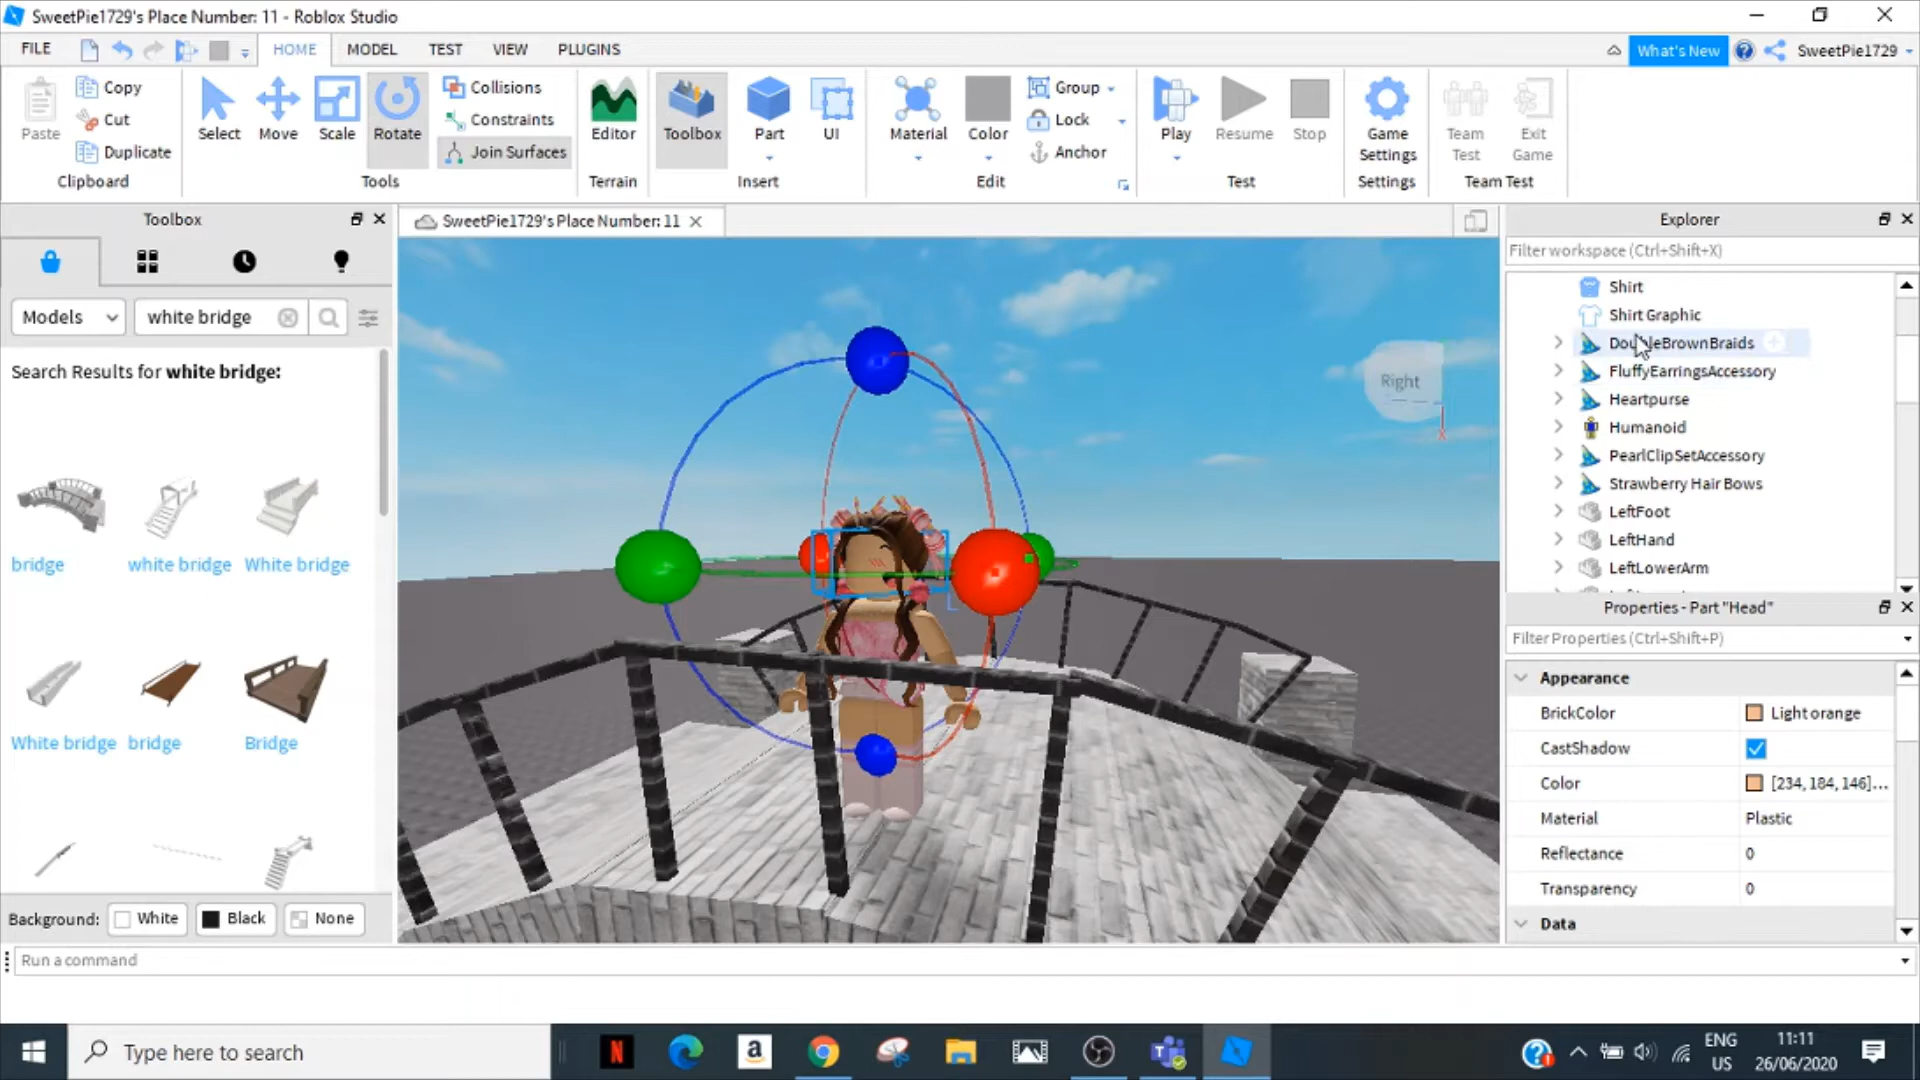 SweetPie1729's Place Number: 11 - Roblox Studio
FILE HOME MODEL TEST VIEW PLUGINS What's New SweetPie1729
Paste Copy Cut Duplicate
Select Move Scale Rotate
Collisions Constraints Join Surfaces
Editor Toolbox Part UI
Material Color Group Lock Anchor
Play Resume Stop
Game Settings Team Test Exit Game
Clipboard Tools Terrain Insert Edit Test Settings Team Test
Toolbox
SweetPie1729's Place Number: 11
Explorer
Models white bridge
Search Results for white bridge:
bridge white bridge White bridge
White bridge bridge Bridge
Background: White Black None
Right
X
Filter workspace (Ctrl+Shift+X)
Shirt
Shirt Graphic
DoubleBrownBraids
FluffyEarringsAccessory
Heartpurse
Humanoid
PearlClipSetAccessory
Strawberry Hair Bows
LeftFoot
LeftHand
LeftLowerArm
Properties - Part "Head"
Filter Properties (Ctrl+Shift+P)
Appearance
BrickColor Light orange
CastShadow
Color [234, 184, 146]...
Material Plastic
Reflectance 0
Transparency 0
Data
Run a command
Type here to search
ENG
US
11:11
26/06/2020